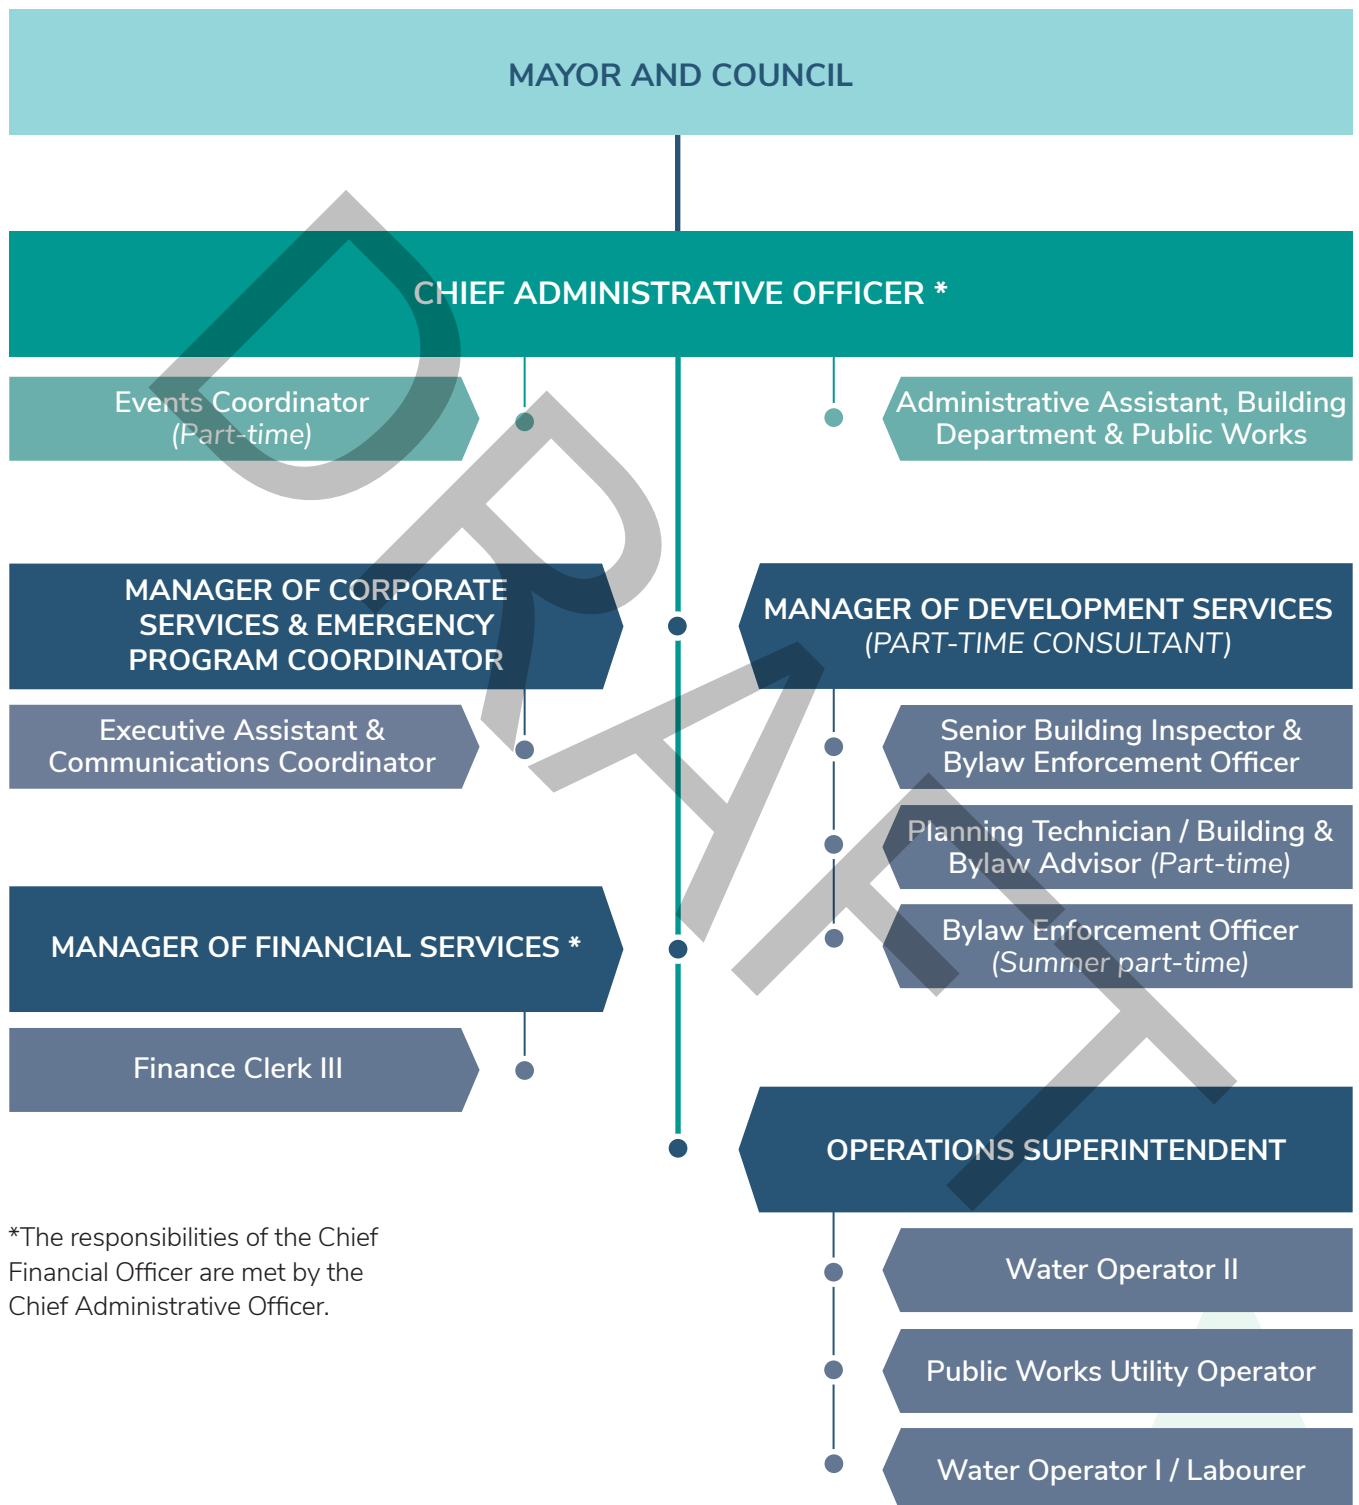 MAYOR AND COUNCIL
CHIEF ADMINISTRATIVE OFFICER *
Events Coordinator
(Part-time)
Administrative Assistant, Building
Department & Public Works
MANAGER OF CORPORATE
SERVICES & EMERGENCY
PROGRAM COORDINATOR
Executive Assistant &
Communications Coordinator
MANAGER OF DEVELOPMENT SERVICES
(PART-TIME CONSULTANT)
Senior Building Inspector &
Bylaw Enforcement Officer
Planning Technician / Building &
Bylaw Advisor (Part-time)
Bylaw Enforcement Officer
(Summer part-time)
MANAGER OF FINANCIAL SERVICES *
Finance Clerk III
OPERATIONS SUPERINTENDENT
Water Operator II
Public Works Utility Operator
Water Operator I / Labourer
*The responsibilities of the Chief
Financial Officer are met by the
Chief Administrative Officer.
DRAFT